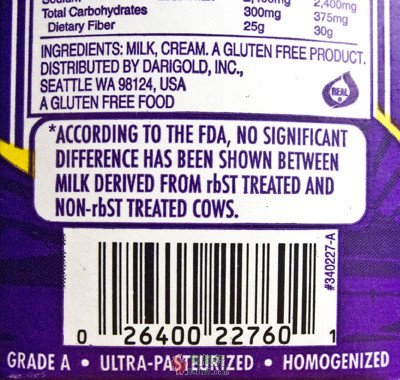 2,400mg
Total Carbohydrates 300mg 375mg
Dietary Fiber 25g 30g
INGREDIENTS: MILK, CREAM. A GLUTEN FREE PRODUCT.
DISTRIBUTED BY DARIGOLD, INC.,
SEATTLE WA 98124, USA
A GLUTEN FREE FOOD
REAL
*ACCORDING TO THE FDA, NO SIGNIFICANT
DIFFERENCE HAS BEEN SHOWN BETWEEN
MILK DERIVED FROM rbST TREATED AND
NON-rbST TREATED COWS.
#340227-A
0 26400 22760 1
GRADE A • ULTRA-PASTEURIZED • HOMOGENIZED